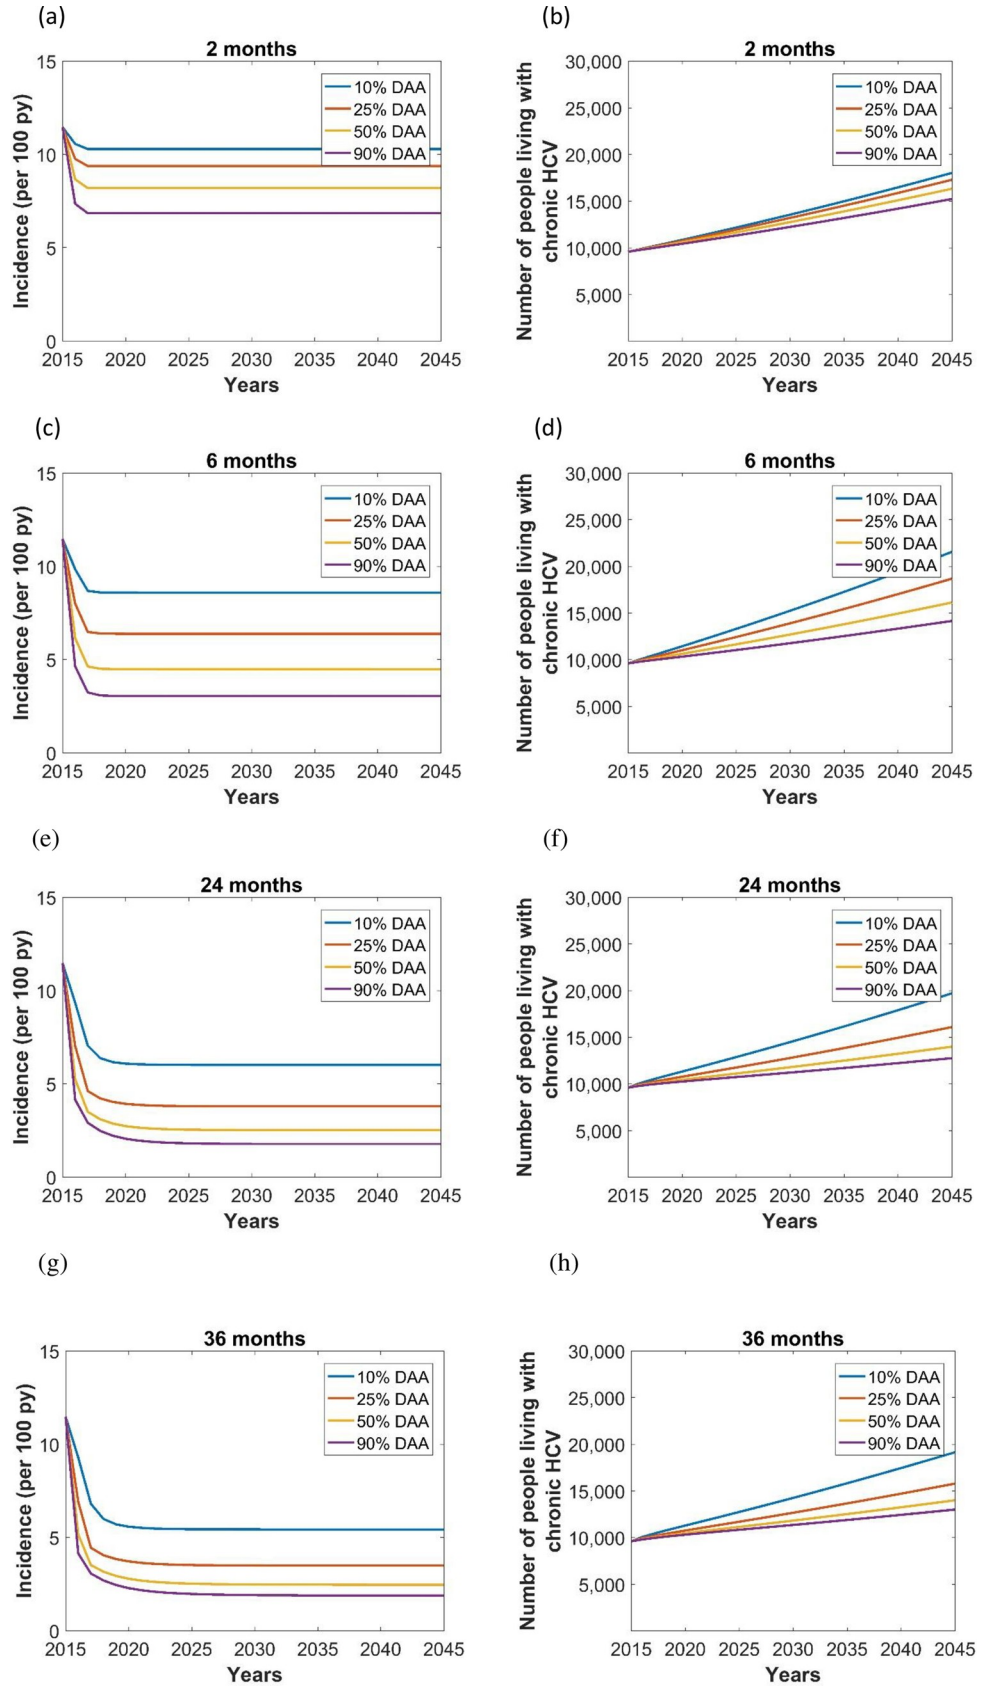 (a)
2 months
Incidence (per 100 py)
15
10
5
0
10% DAA
25% DAA
50% DAA
90% DAA
2015 2020 2025 2030 2035 2040 2045
Years
(b)
2 months
Number of people living with
chronic HCV
30,000
25,000
20,000
15,000
10,000
5,000
10% DAA
25% DAA
50% DAA
90% DAA
2015 2020 2025 2030 2035 2040 2045
Years
(c)
6 months
Incidence (per 100 py)
15
10
5
0
10% DAA
25% DAA
50% DAA
90% DAA
2015 2020 2025 2030 2035 2040 2045
Years
(d)
6 months
Number of people living with
chronic HCV
30,000
25,000
20,000
15,000
10,000
5,000
10% DAA
25% DAA
50% DAA
90% DAA
2015 2020 2025 2030 2035 2040 2045
Years
(e)
24 months
Incidence (per 100 py)
15
10
5
0
10% DAA
25% DAA
50% DAA
90% DAA
2015 2020 2025 2030 2035 2040 2045
Years
(f)
24 months
Number of people living with
chronic HCV
30,000
25,000
20,000
15,000
10,000
5,000
10% DAA
25% DAA
50% DAA
90% DAA
2015 2020 2025 2030 2035 2040 2045
Years
(g)
36 months
Incidence (per 100 py)
15
10
5
0
10% DAA
25% DAA
50% DAA
90% DAA
2015 2020 2025 2030 2035 2040 2045
Years
(h)
36 months
Number of people living with
chronic HCV
30,000
25,000
20,000
15,000
10,000
5,000
10% DAA
25% DAA
50% DAA
90% DAA
2015 2020 2025 2030 2035 2040 2045
Years